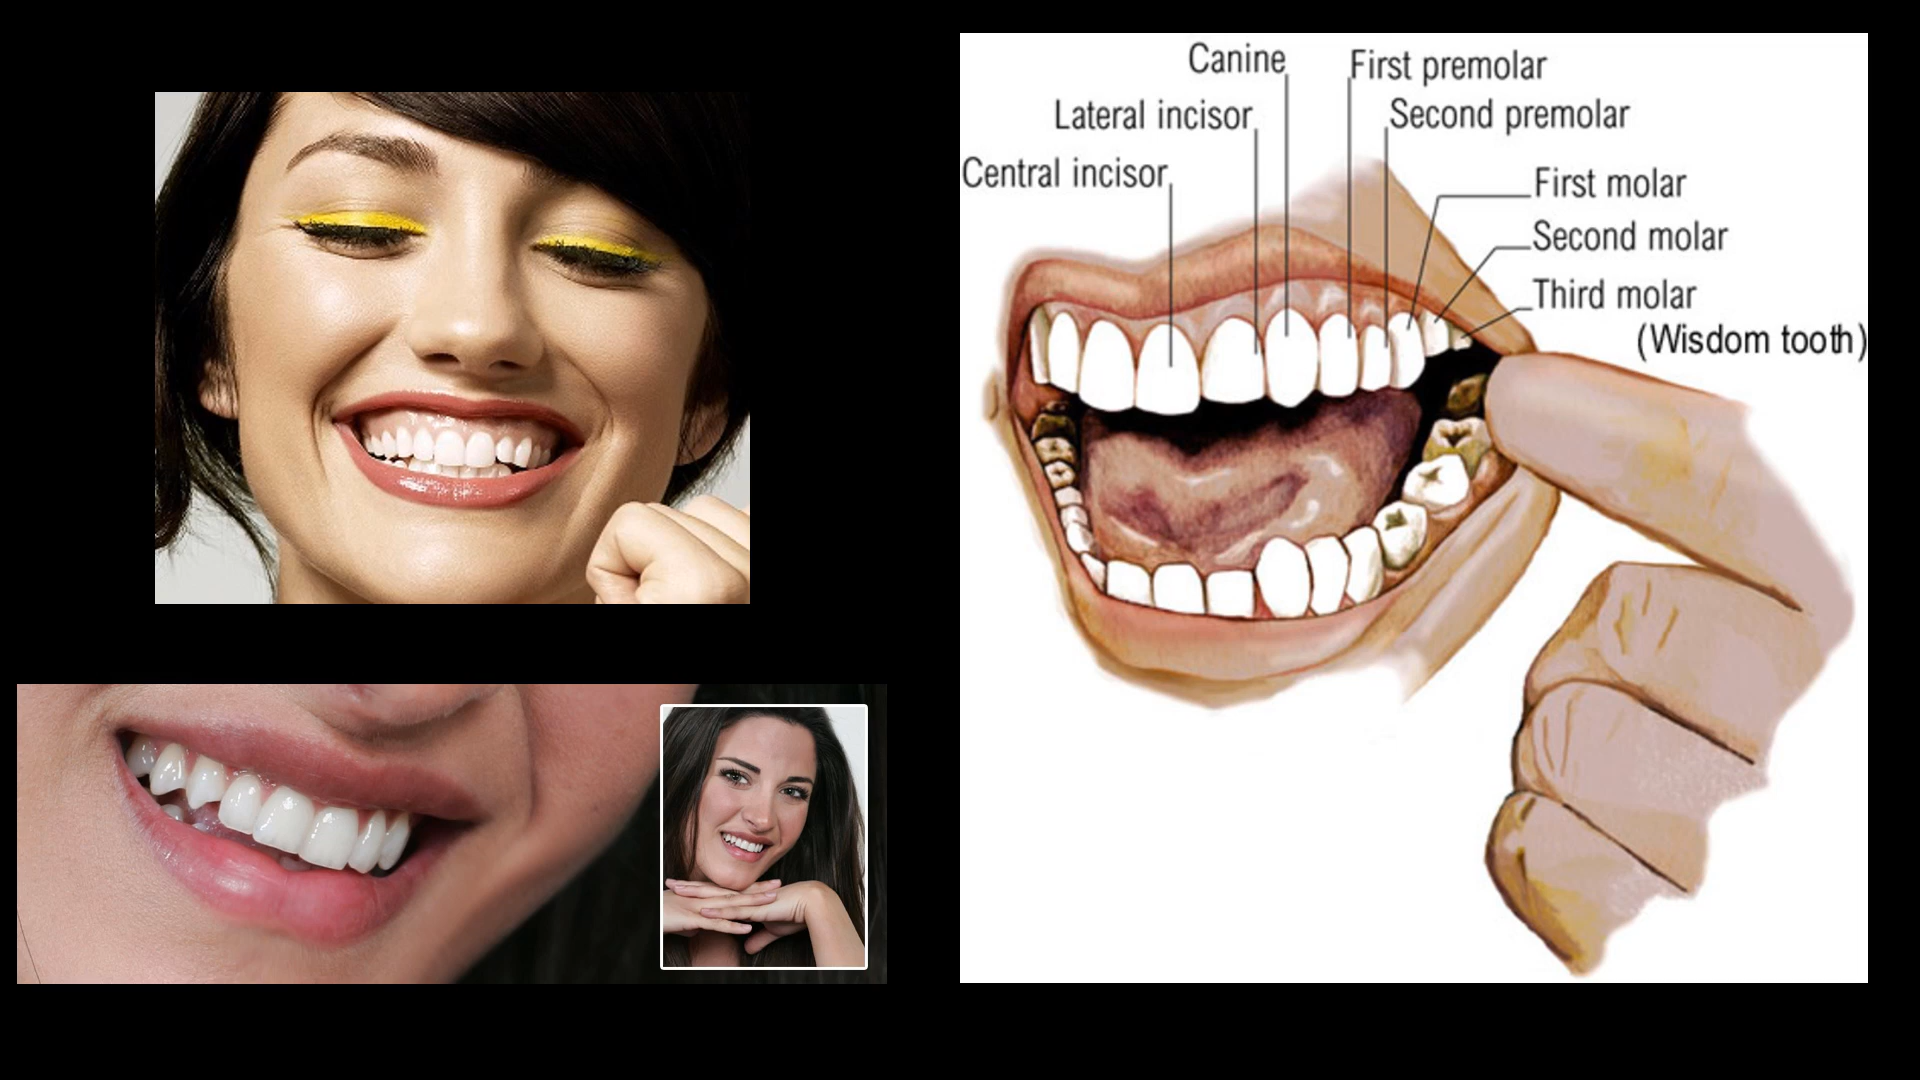 Canine
First premolar
Lateral incisor
Second premolar
Central incisor
First molar
Second molar
Third molar
(Wisdom tooth)